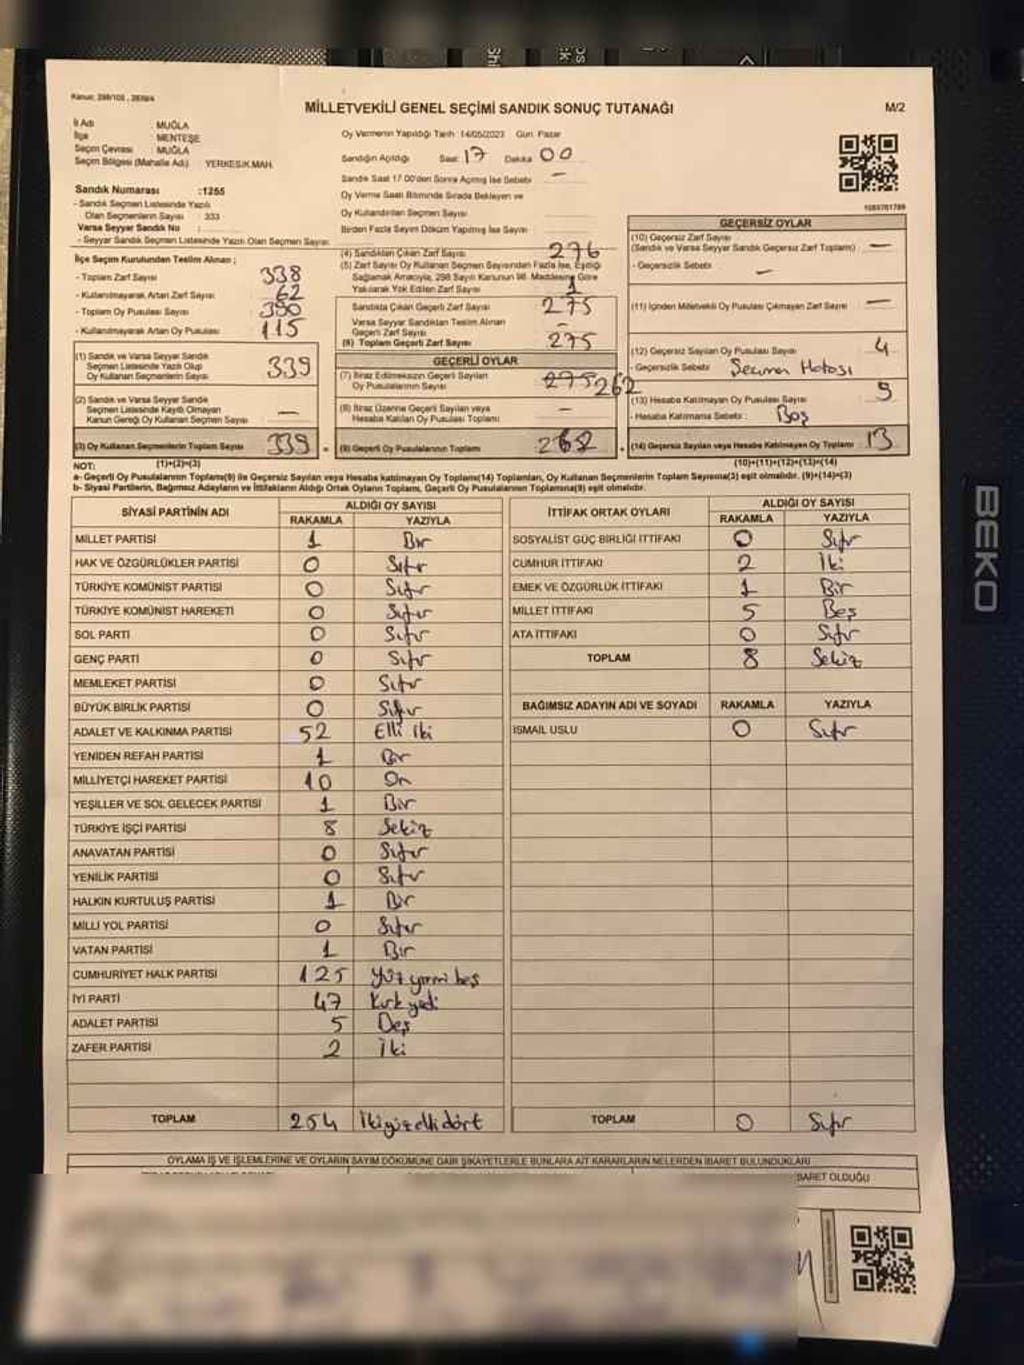 Kanun: 298/105
MİLLETVEKİLİ GENEL SEÇİMİ SANDIK SONUÇ TUTANAĞI
M/2
İl Adı : MUĞLA
İlçe : MENTEŞE
Seçim Çevresi : MUĞLA
Seçim Bölgesi (Mahalle Adı) : YERKESİK MAH.
Oy Vermenin Yapıldığı Tarih :14/05/2023 Gün: Pazar
Sandığın Açıldığı Saat: 17 Dakika 00
Sandık Saat 17.00'den Sonra Açılmış İse Sebebi : —
Oy Verme Saati Bitiminde Sırada Bekleyen ve
Oy Kullandırılan Seçmen Sayısı
Birden Fazla Seyim Döküm Yapılmış İse Sayısı
Sandık Numarası :1255
- Sandık Seçmen Listesinde Yazılı
Olan Seçmenlerin Sayısı : 333
Varsa Seyyar Sandık No :
- Seyyar Sandık Seçmen Listesinde Yazılı Olan Seçmen Sayısı:
İlçe Seçim Kurulundan Teslim Alınan ;
- Toplam Zarf Sayısı 338
- Kullanılmayarak Artan Zarf Sayısı 62
- Toplam Oy Pusulası Sayısı 390
- Kullanılmayarak Artan Oy Pusulası 115
(1) Sandık ve Varsa Seyyar Sandık
Seçmen Listesinde Yazılı Olup
Oy Kullanan Seçmenlerin Sayısı 339
(2) Sandık ve Varsa Seyyar Sandık
Seçmen Listesinde Kayıtlı Olmayan
Kanun Gereği Oy Kullanan Seçmen Sayısı —
(3) Oy Kullanan Seçmenlerin Toplam Sayısı 339
(1)+(2)=(3)
(4) Sandıktan Çıkan Zarf Sayısı 276
(5) Zarf Sayısı Oy Kullanan Seçmen Sayısından Fazla İse, Eşitliği
Sağlamak Amacıyla, 298 Sayılı Kanunun 98. Maddesine Göre
Yakılarak Yok Edilen Zarf Sayısı 1
Sandıkta Çıkan Geçerli Zarf Sayısı 275
Varsa Seyyar Sandıktan Teslim Alınan
Geçerli Zarf Sayısı —
(6) Toplam Geçerli Zarf Sayısı 275
GEÇERLİ OYLAR
(7) İtiraz Edilmeksizin Geçerli Sayılan
Oy Pusulalarının Sayısı 275 262
(8) İtiraz Üzerine Geçerli Sayılan veya
Hesaba Katılan Oy Pusulası Toplamı —
(9) Geçerli Oy Pusulalarının Toplamı 262
1083761789
GEÇERSİZ OYLAR
(10) Geçersiz Zarf Sayısı
(Sandık ve Varsa Seyyar Sandık Geçersiz Zarf Toplamı) —
- Geçersizlik Sebebi : —
(11) İçinden Milletvekili Oy Pusulası Çıkmayan Zarf Sayısı —
(12) Geçersiz Sayılan Oy Pusulası Sayısı 4
- Geçersizlik Sebebi : Seçmen Hatası
(13) Hesaba Katılmayan Oy Pusulası Sayısı 9
- Hesaba Katılmama Sebebi : Boş
(14) Geçersiz Sayılan veya Hesaba Katılmayan Oy Toplamı 13
(10)+(11)+(12)+(13)=(14)
NOT:
a- Geçerli Oy Pusulalarının Toplamı(9) ile Geçersiz Sayılan veya Hesaba katılmayan Oy Toplamı(14) Toplamları, Oy Kullanan Seçmenlerin Toplam Sayısına(3) eşit olmalıdır. (9)+(14)=(3)
b- Siyasi Partilerin, Bağımsız Adayların ve İttifakların Aldığı Ortak Oyların Toplamı, Geçerli Oy Pusulalarının Toplamına(9) eşit olmalıdır.
SİYASİ PARTİNİN ADI ALDIĞI OY SAYISI
RAKAMLA YAZIYLA
MİLLET PARTİSİ 1 Bir
HAK VE ÖZGÜRLÜKLER PARTİSİ 0 Sıfır
TÜRKİYE KOMÜNİST PARTİSİ 0 Sıfır
TÜRKİYE KOMÜNİST HAREKETİ 0 Sıfır
SOL PARTİ 0 Sıfır
GENÇ PARTİ 0 Sıfır
MEMLEKET PARTİSİ 0 Sıfır
BÜYÜK BİRLİK PARTİSİ 0 Sıfır
ADALET VE KALKINMA PARTİSİ 52 Elli iki
YENİDEN REFAH PARTİSİ 1 Bir
MİLLİYETÇİ HAREKET PARTİSİ 10 On
YEŞİLLER VE SOL GELECEK PARTİSİ 1 Bir
TÜRKİYE İŞÇİ PARTİSİ 8 Sekiz
ANAVATAN PARTİSİ 0 Sıfır
YENİLİK PARTİSİ 0 Sıfır
HALKIN KURTULUŞ PARTİSİ 1 Bir
MİLLİ YOL PARTİSİ 0 Sıfır
VATAN PARTİSİ 1 Bir
CUMHURİYET HALK PARTİSİ 125 Yüz yirmi beş
İYİ PARTİ 47 Kırk yedi
ADALET PARTİSİ 5 Beş
ZAFER PARTİSİ 2 İki
TOPLAM 254 İkiyüzellidört
İTTİFAK ORTAK OYLARI ALDIĞI OY SAYISI
RAKAMLA YAZIYLA
SOSYALİST GÜÇ BİRLİĞİ İTTİFAKI 0 Sıfır
CUMHUR İTTİFAKI 2 İki
EMEK VE ÖZGÜRLÜK İTTİFAKI 1 Bir
MİLLET İTTİFAKI 5 Beş
ATA İTTİFAKI 0 Sıfır
TOPLAM 8 Sekiz
BAĞIMSIZ ADAYIN ADI VE SOYADI RAKAMLA YAZIYLA
İSMAİL USLU 0 Sıfır
TOPLAM 0 Sıfır
OYLAMA İŞ VE İŞLEMLERİNE VE OYLARIN SAYIM DÖKÜMÜNE DAİR ŞİKAYETLERLE BUNLARA AİT KARARLARIN NELERDEN İBARET BULUNDUKLARI
BARET OLDUĞU
BEKO